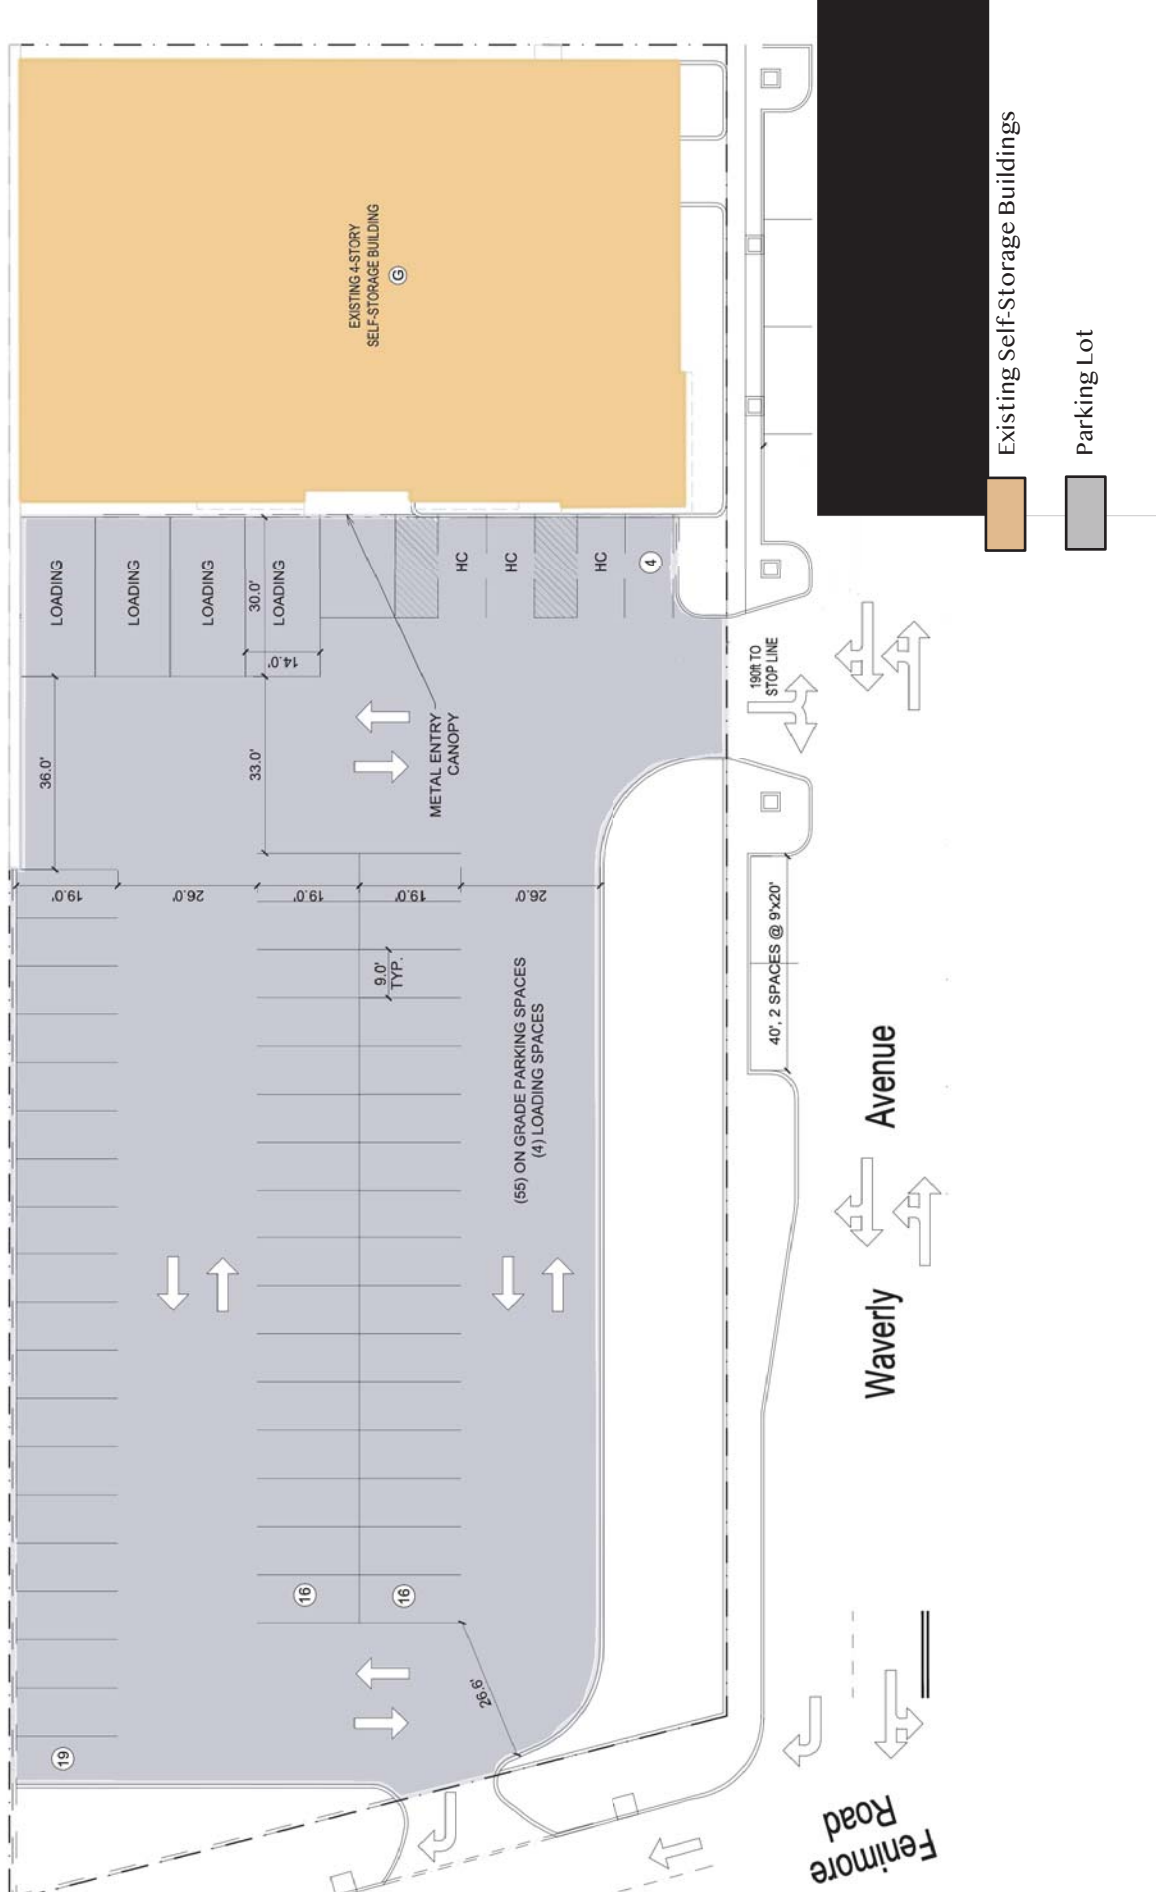 EXISTING 4-STORY
SELF-STORAGE BUILDING
G
Existing Self-Storage Buildings
Parking Lot
LOADING
LOADING
LOADING
LOADING
30.0'
14.0'
HC
HC
HC
4
36.0'
33.0'
METAL ENTRY
CANOPY
190ft TO
STOP LINE
19.0'
26.0'
19.0'
19.0'
26.0'
9.0'
TYP.
(55) ON GRADE PARKING SPACES
(4) LOADING SPACES
40', 2 SPACES @ 9'x20'
Waverly Avenue
16
16
26.6'
19
Fenimore
Road